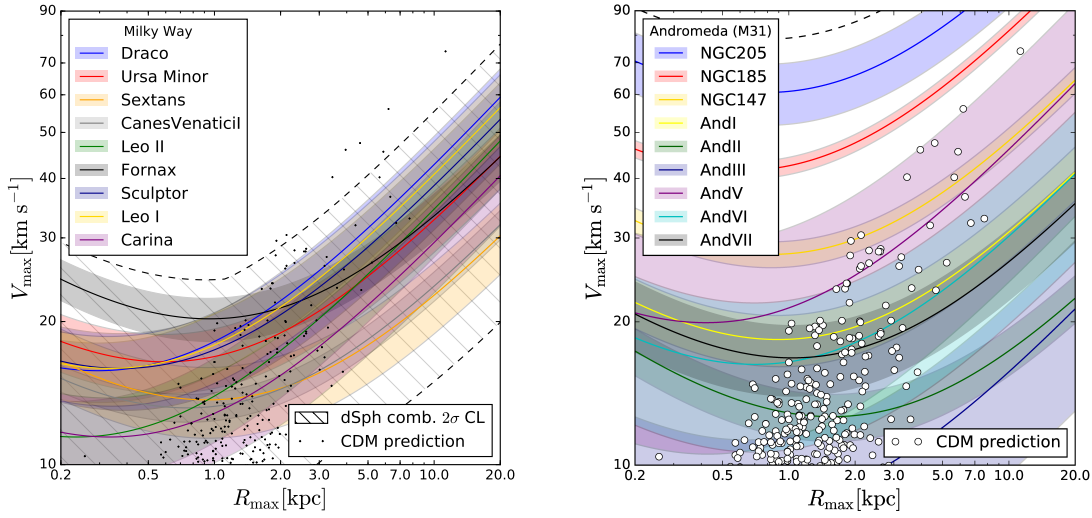 Milky Way
Draco
Ursa Minor
Sextans
CanesVenaticiI
Leo II
Fornax
Sculptor
Leo I
Carina
dSph comb. 2σ CL
CDM prediction
V_max [km s⁻¹]
90
80
70
60
50
40
30
20
10
0.2 0.5 1.0 2.0 3.0 5.0 10.0 20.0
R_max [kpc]
Andromeda (M31)
NGC205
NGC185
NGC147
AndI
AndII
AndIII
AndV
AndVI
AndVII
CDM prediction
V_max [km s⁻¹]
90
80
70
60
50
40
30
20
10
0.2 0.5 1.0 2.0 3.0 5.0 7.0 10.0 20.0
R_max [kpc]